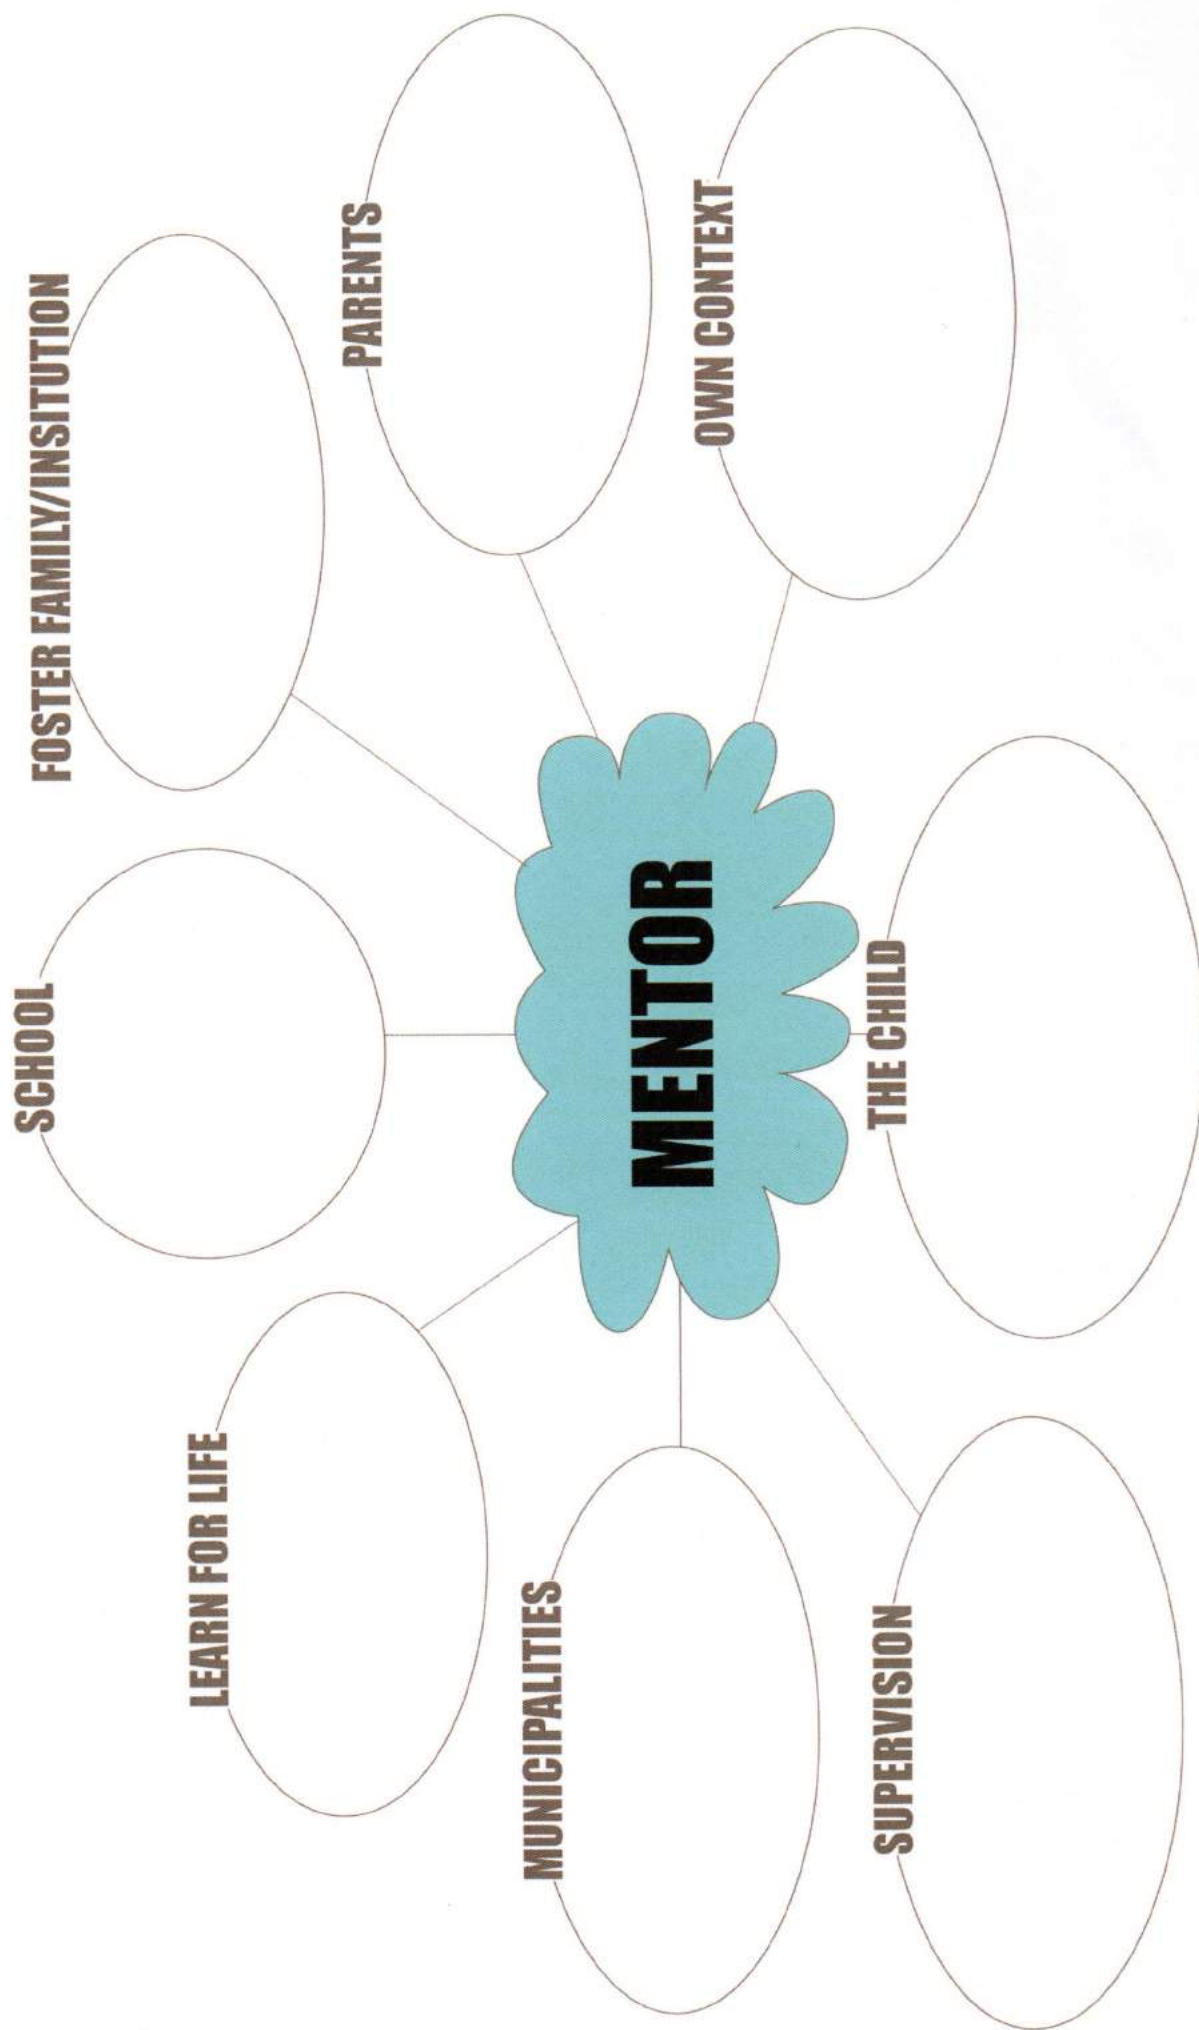 SCHOOL
FOSTER FAMILY/INSITUTION
LEARN FOR LIFE
PARENTS
MUNICIPALITIES
MENTOR
OWN CONTEXT
SUPERVISION
THE CHILD